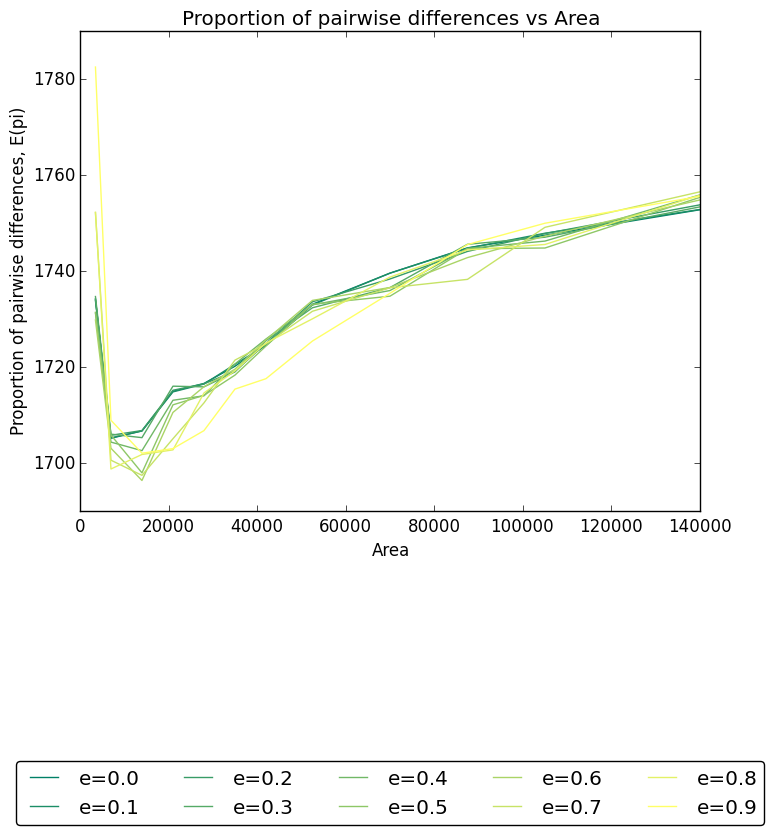 Proportion of pairwise differences vs Area
Proportion of pairwise differences, E(pi)
1780
1760
1740
1720
1700
0 20000 40000 60000 80000 100000 120000 140000
Area
e=0.0 e=0.2 e=0.4 e=0.6 e=0.8
e=0.1 e=0.3 e=0.5 e=0.7 e=0.9